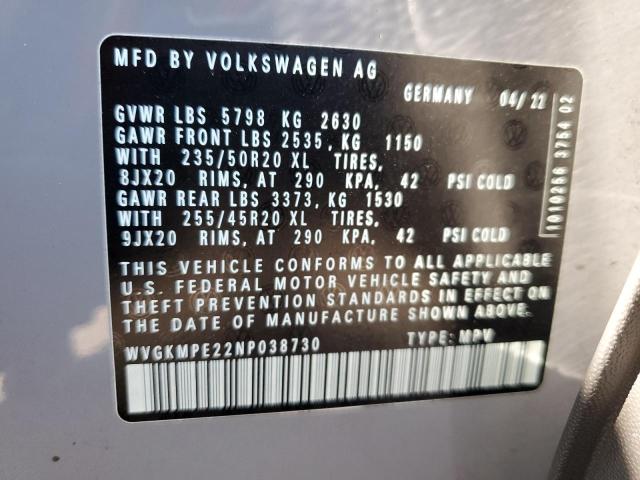 MFD BY VOLKSWAGEN AG
GERMANY 04/22
GVWR LBS 5798 KG 2630
GAWR FRONT LBS 2535, KG 1150
WITH 235/50R20 XL TIRES,
8JX20 RIMS, AT 290 KPA, 42 PSI COLD
GAWR REAR LBS 3373, KG 1530
WITH 255/45R20 XL TIRES,
9JX20 RIMS, AT 290 KPA, 42 PSI COLD
THIS VEHICLE CONFORMS TO ALL APPLICABLE
U.S. FEDERAL MOTOR VEHICLE SAFETY AND
THEFT PREVENTION STANDARDS IN EFFECT ON
THE DATE OF MANUFACTURE SHOWN ABOVE
WVGKMPE22NP038730 TYPE: MPV
1010266 3754 02